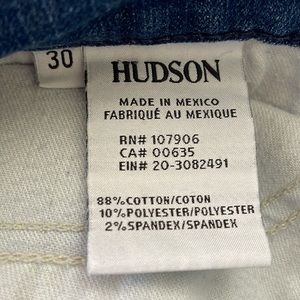 30
HUDSON
MADE IN MEXICO
FABRIQUÉ AU MEXIQUE
RN# 107906
CA# 00635
EIN# 20-3082491
88%COTTON/COTON
10%POLYESTER/POLYESTER
2%SPANDEX/SPANDEX